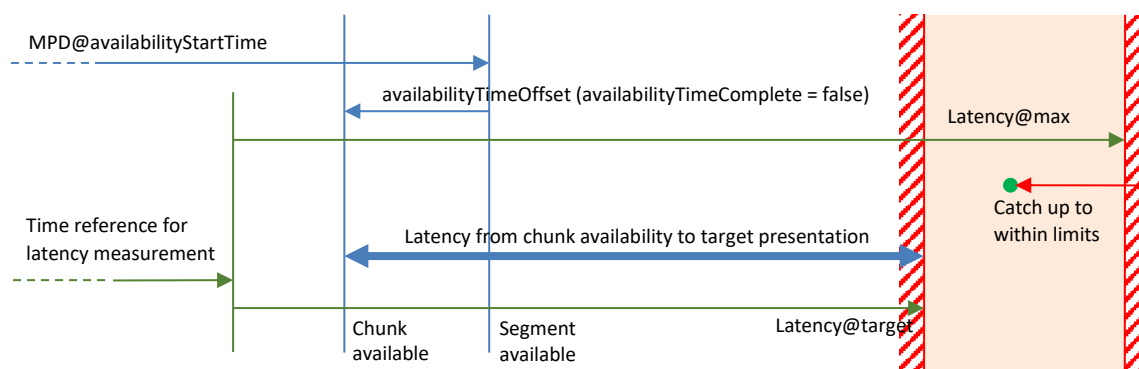 MPD@availabilityStartTime
availabilityTimeOffset (availabilityTimeComplete = false)
Latency@max
Time reference for
latency measurement
Latency from chunk availability to target presentation
Catch up to
within limits
Latency@target
Chunk
available
Segment
available